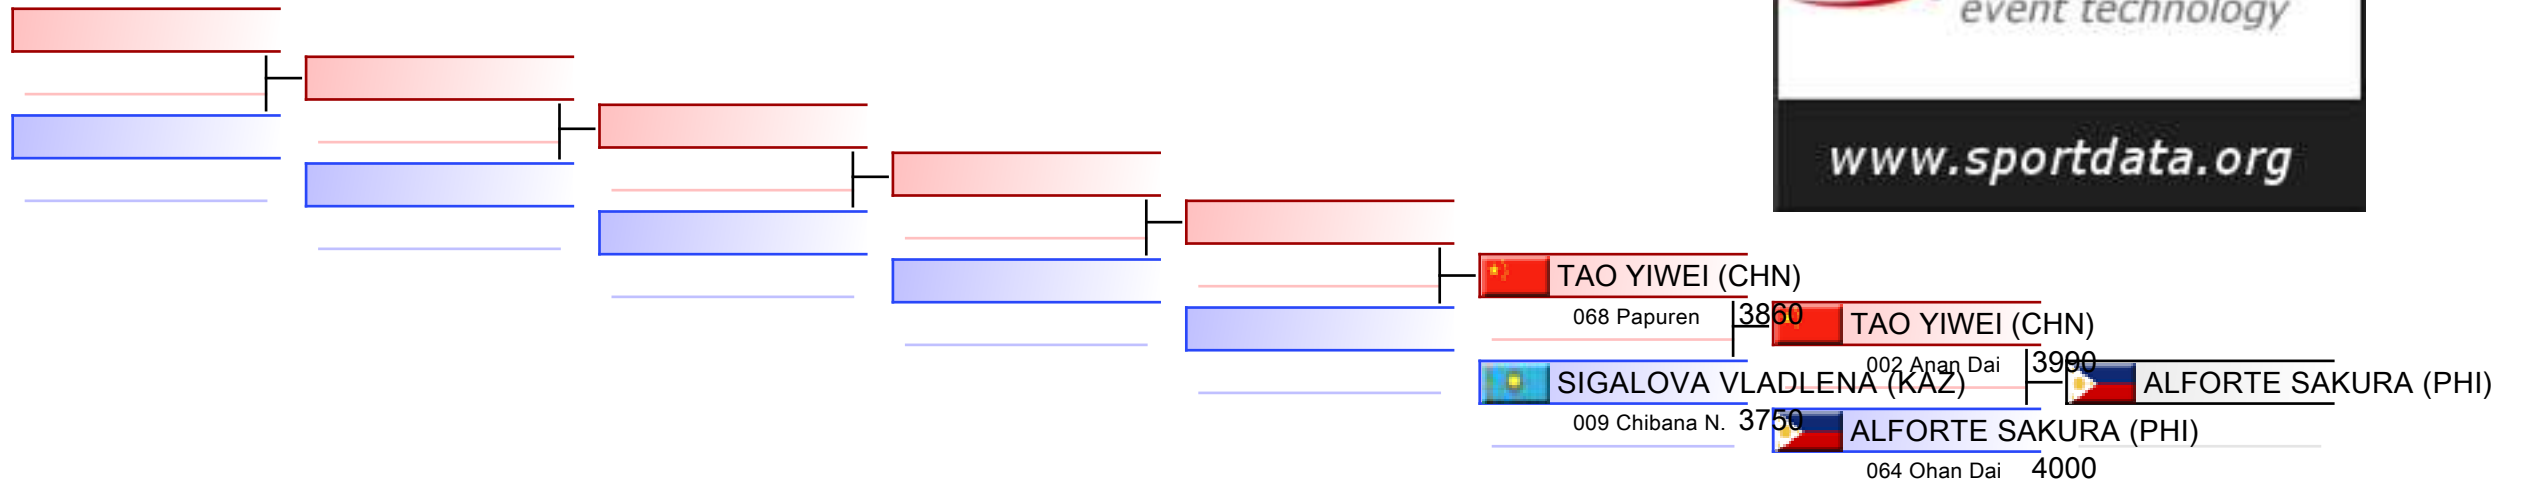 event technology
www.sportdata.org
TAO YIWEI (CHN)
068 Papuren 3860
SIGALOVA VLADLENA (KAZ)
009 Chibana N. 3750
TAO YIWEI (CHN)
002 Anan Dai 3990
ALFORTE SAKURA (PHI)
064 Ohan Dai 4000
ALFORTE SAKURA (PHI)